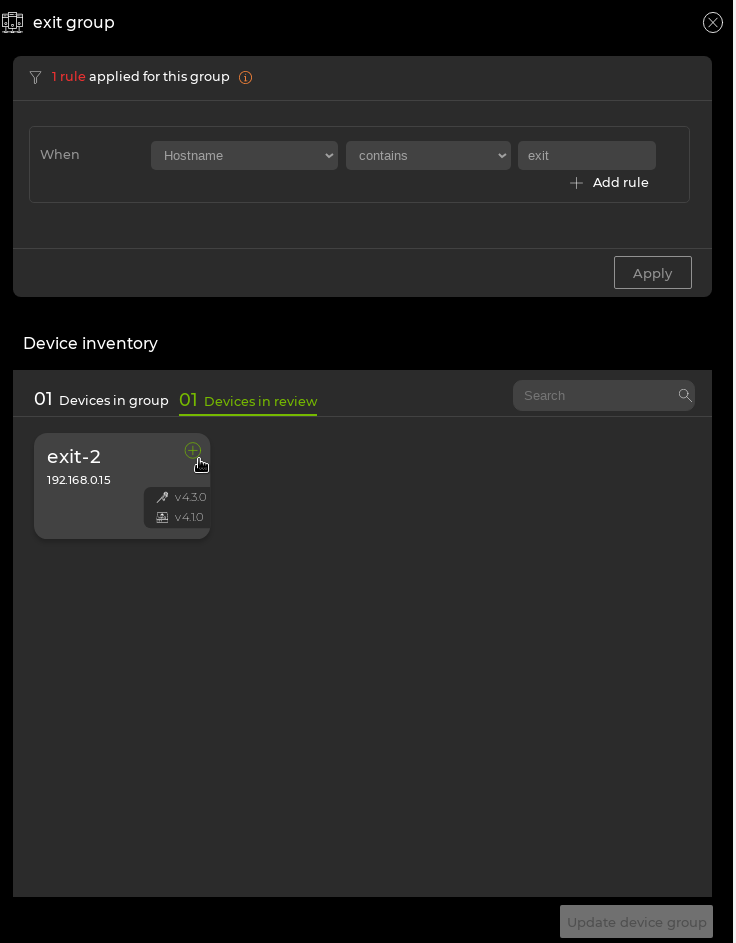 exit group
1 rule applied for this group
When
Hostname
contains
exit
Add rule
Apply
Device inventory
01 Devices in group
01 Devices in review
Search
exit-2
192.168.0.15
v4.3.0
v4.1.0
Update device group